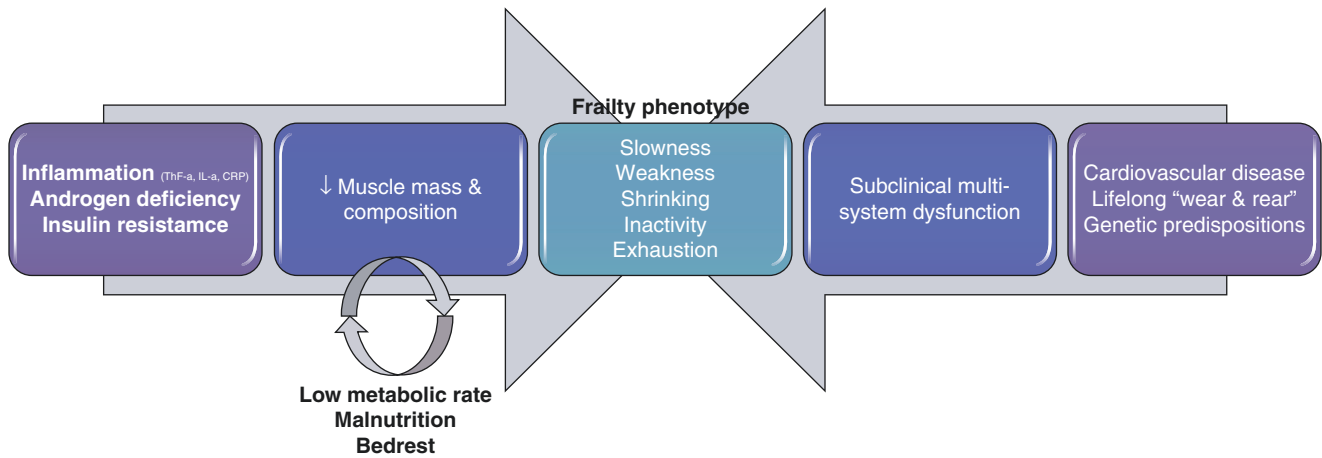 Frailty phenotype
Inflammation (ThF-a, IL-a, CRP)
Androgen deficiency
Insulin resistamce
↓ Muscle mass &
composition
Slowness
Weakness
Shrinking
Inactivity
Exhaustion
Subclinical multi-
system dysfunction
Cardiovascular disease
Lifelong “wear & rear”
Genetic predispositions
Low metabolic rate
Malnutrition
Bedrest